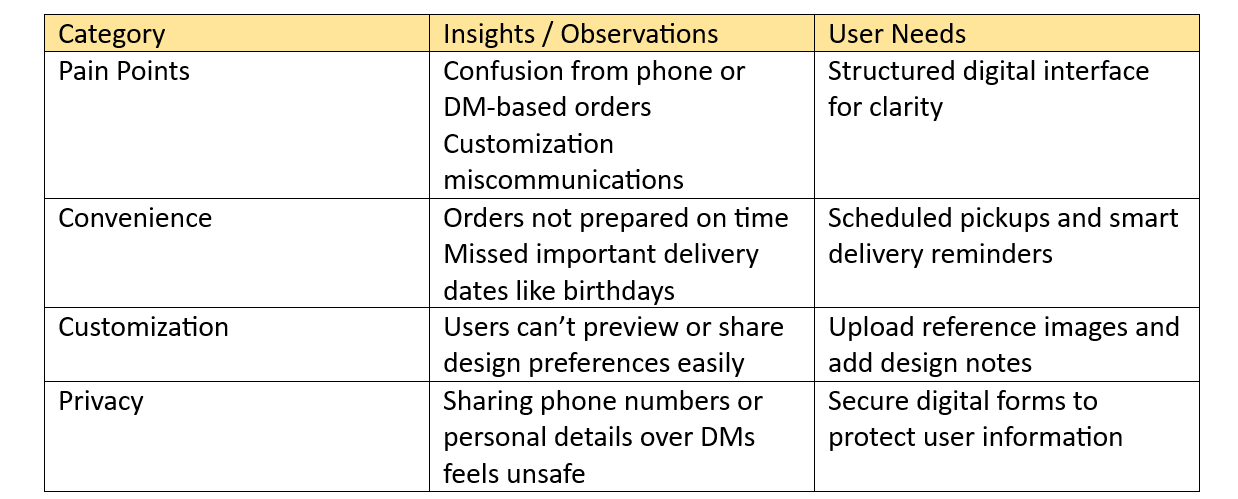 Category
Insights / Observations
User Needs
Pain Points
Confusion from phone or
DM-based orders
Customization
miscommunications
Structured digital interface
for clarity
Convenience
Orders not prepared on time
Missed important delivery
dates like birthdays
Scheduled pickups and smart
delivery reminders
Customization
Users can’t preview or share
design preferences easily
Upload reference images and
add design notes
Privacy
Sharing phone numbers or
personal details over DMs
feels unsafe
Secure digital forms to
protect user information